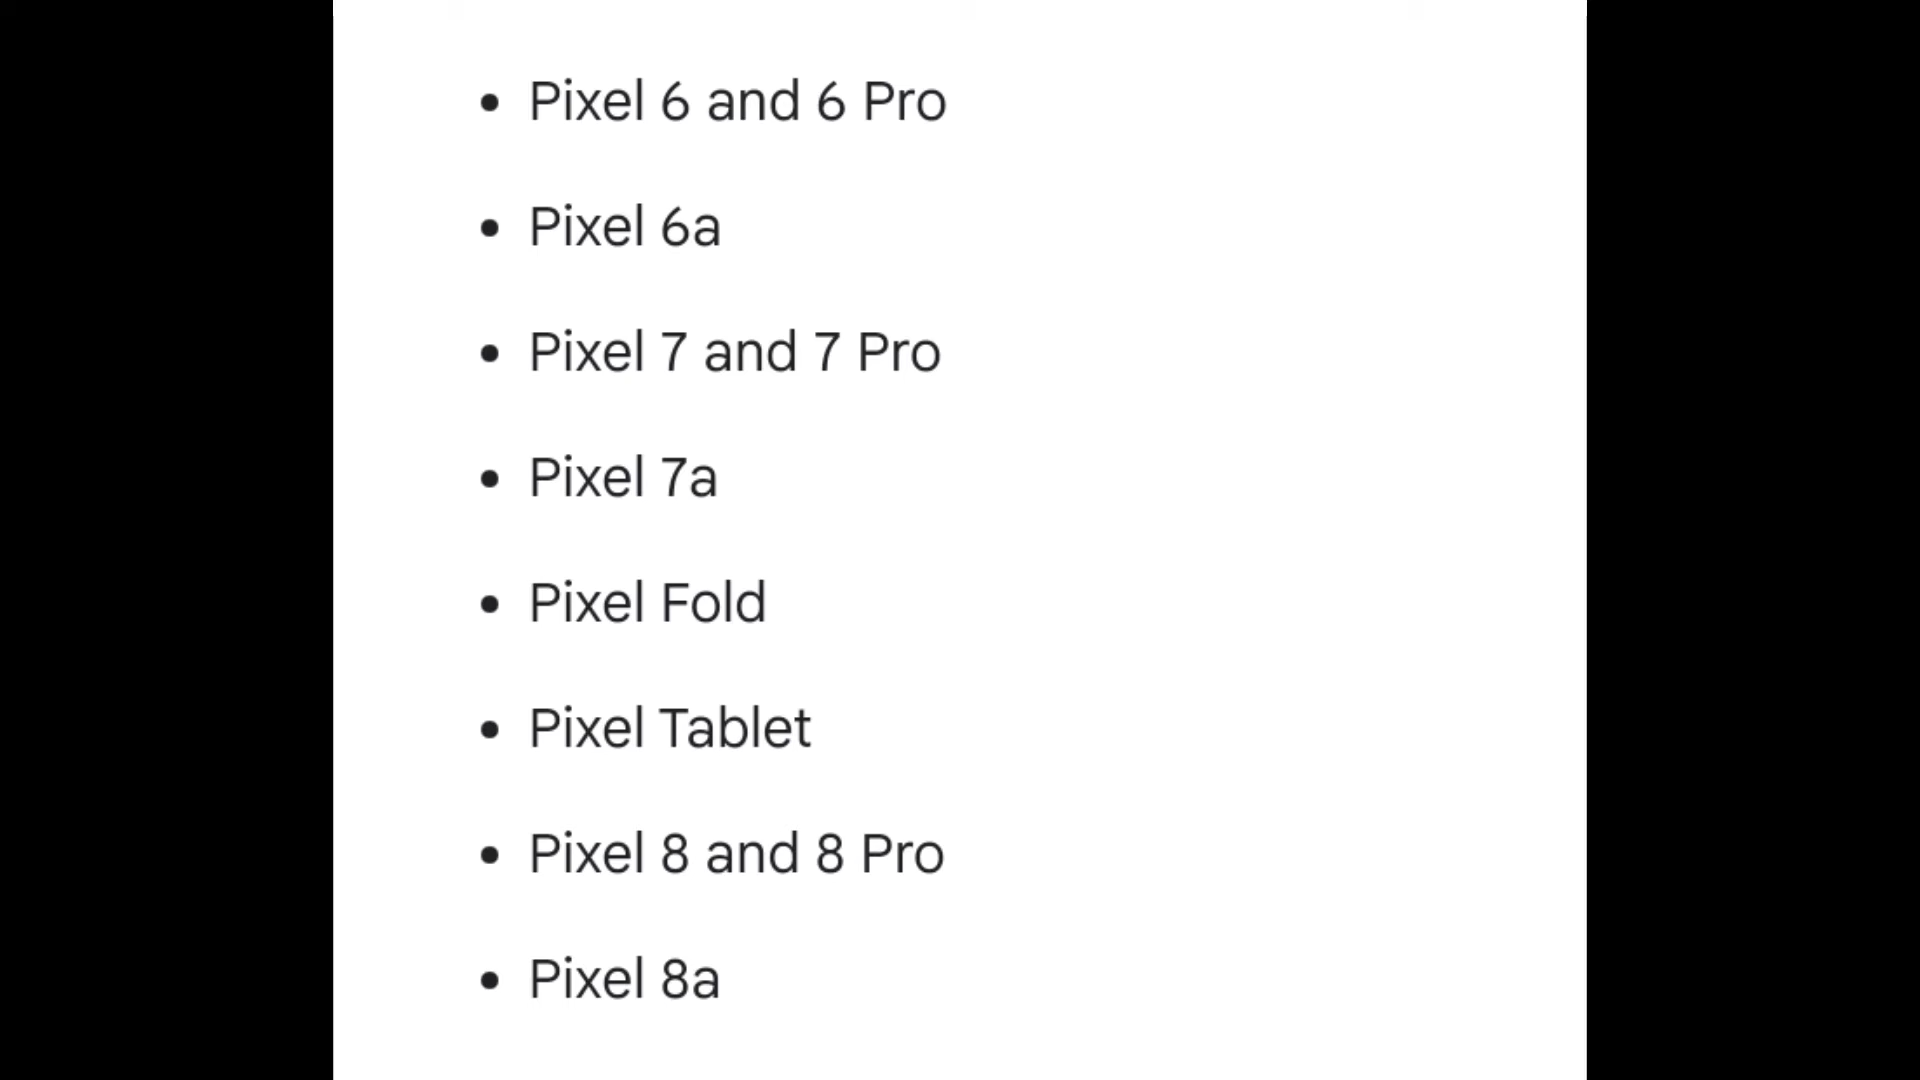 • Pixel 6 and 6 Pro
• Pixel 6a
• Pixel 7 and 7 Pro
• Pixel 7a
• Pixel Fold
• Pixel Tablet
• Pixel 8 and 8 Pro
• Pixel 8a